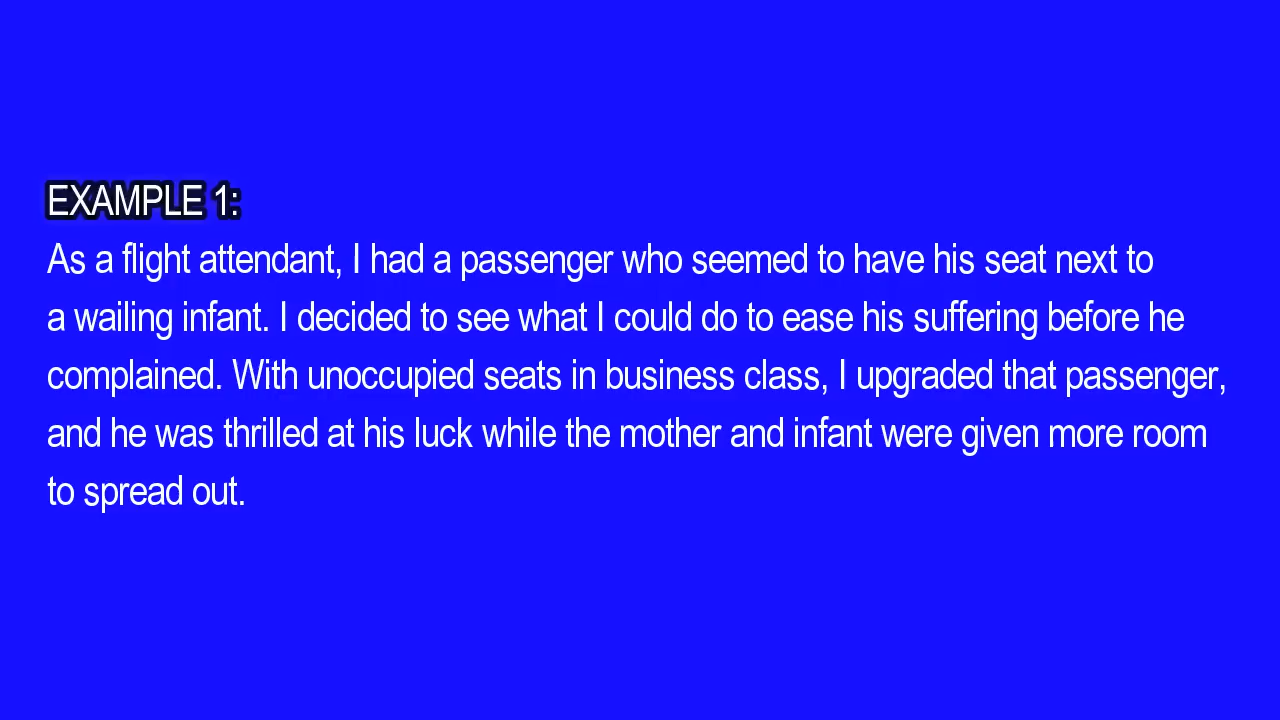 EXAMPLE 1:
As a flight attendant, I had a passenger who seemed to have his seat next to
a wailing infant. I decided to see what I could do to ease his suffering before he
complained. With unoccupied seats in business class, I upgraded that passenger,
and he was thrilled at his luck while the mother and infant were given more room
to spread out.